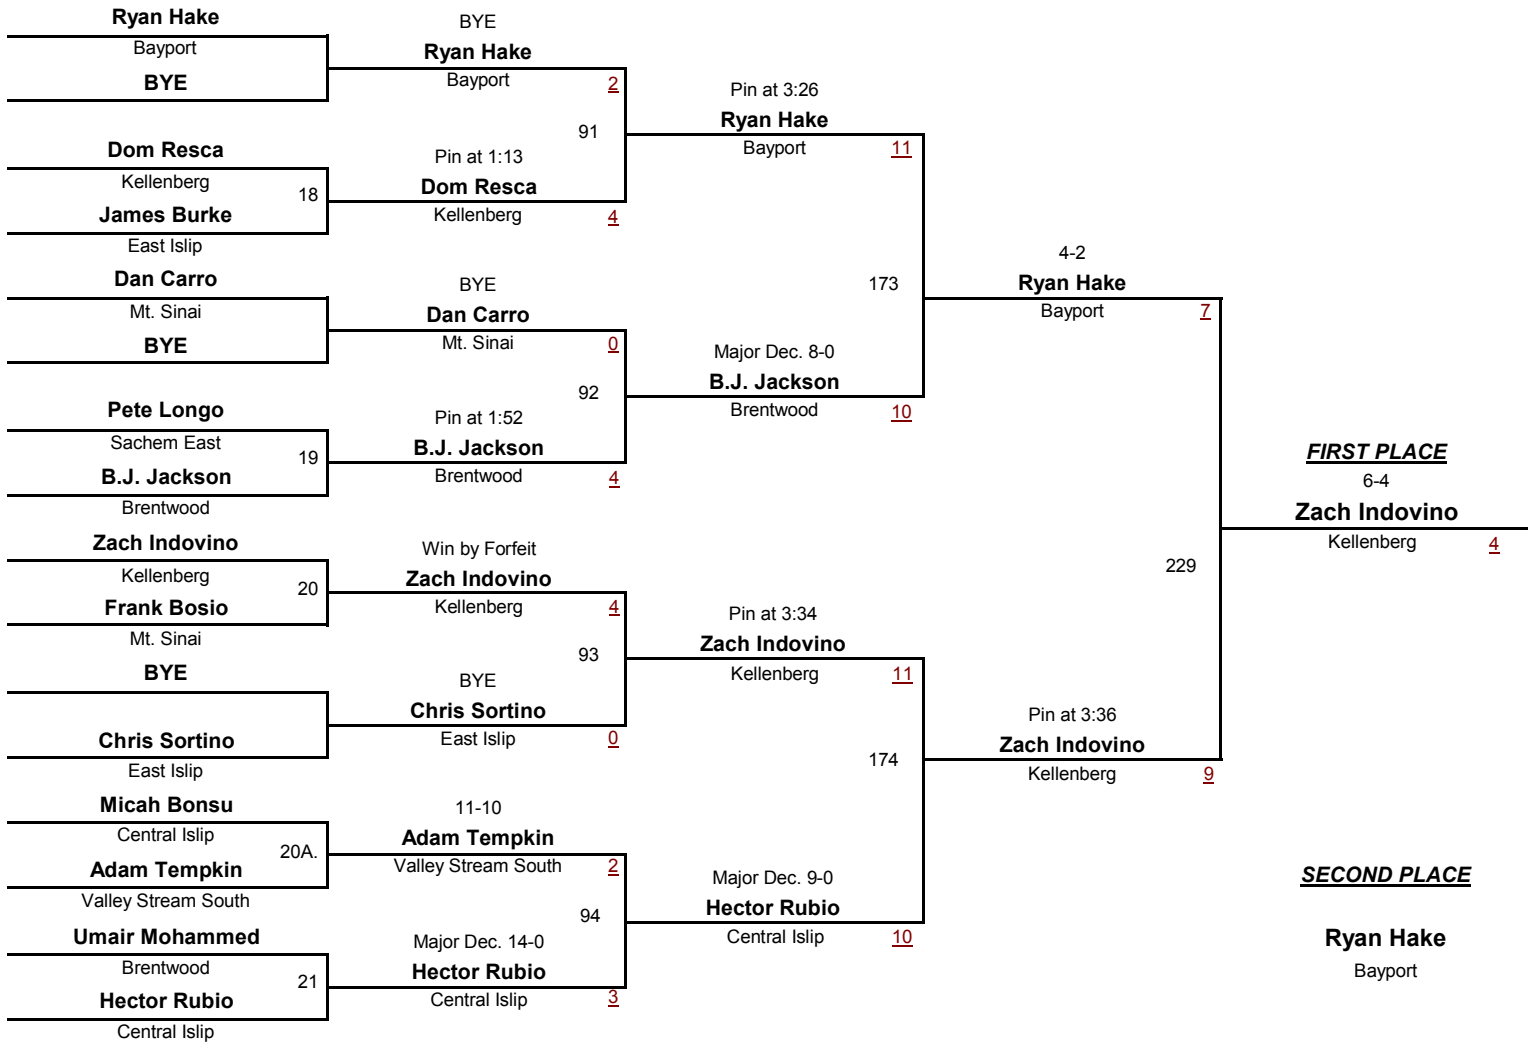 Ryan Hake
Bayport
BYE
Dom Resca
Kellenberg
18
James Burke
East Islip
Dan Carro
Mt. Sinai
BYE
Pete Longo
Sachem East
19
B.J. Jackson
Brentwood
Zach Indovino
Kellenberg
20
Frank Bosio
Mt. Sinai
BYE
Chris Sortino
East Islip
Micah Bonsu
Central Islip
20A.
Adam Tempkin
Valley Stream South
Umair Mohammed
Brentwood
21
Hector Rubio
Central Islip
BYE
Ryan Hake
Bayport
2
91
Pin at 1:13
Dom Resca
Kellenberg
4
BYE
Dan Carro
Mt. Sinai
0
92
Pin at 1:52
B.J. Jackson
Brentwood
4
Win by Forfeit
Zach Indovino
Kellenberg
4
93
BYE
Chris Sortino
East Islip
0
11-10
Adam Tempkin
Valley Stream South
2
94
Major Dec. 14-0
Hector Rubio
Central Islip
3
Pin at 3:26
Ryan Hake
Bayport
11
173
Major Dec. 8-0
B.J. Jackson
Brentwood
10
Pin at 3:34
Zach Indovino
Kellenberg
11
174
Major Dec. 9-0
Hector Rubio
Central Islip
10
4-2
Ryan Hake
Bayport
7
229
Pin at 3:36
Zach Indovino
Kellenberg
9
FIRST PLACE
6-4
Zach Indovino
Kellenberg
4
SECOND PLACE
Ryan Hake
Bayport